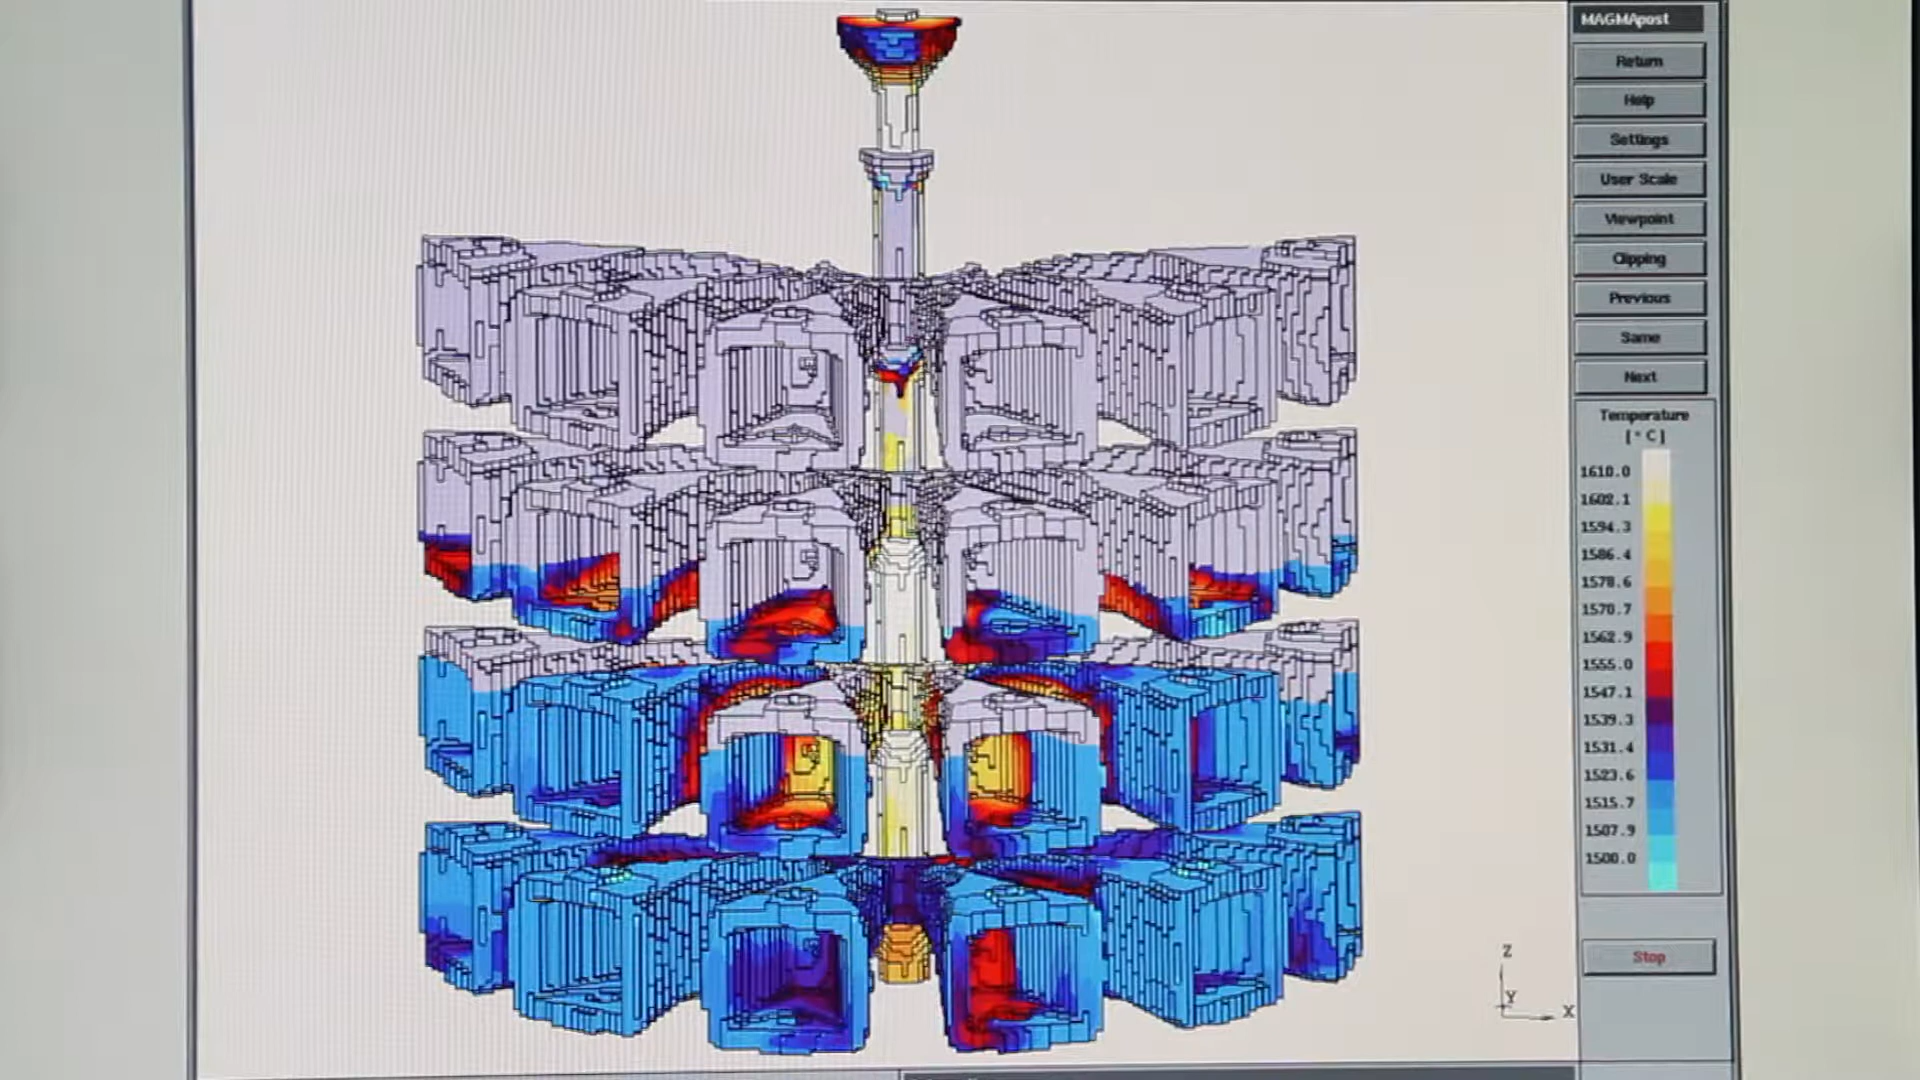 MAGMApost
Return
Help
Settings
User Scale
Viewpoint
Clipping
Previous
Same
Next
Temperature
[ ° C ]
1610.0
1602.1
1594.3
1586.4
1578.6
1570.7
1562.9
1555.0
1547.1
1539.3
1531.4
1523.6
1515.7
1507.9
1500.0
Stop
Z
Y
X